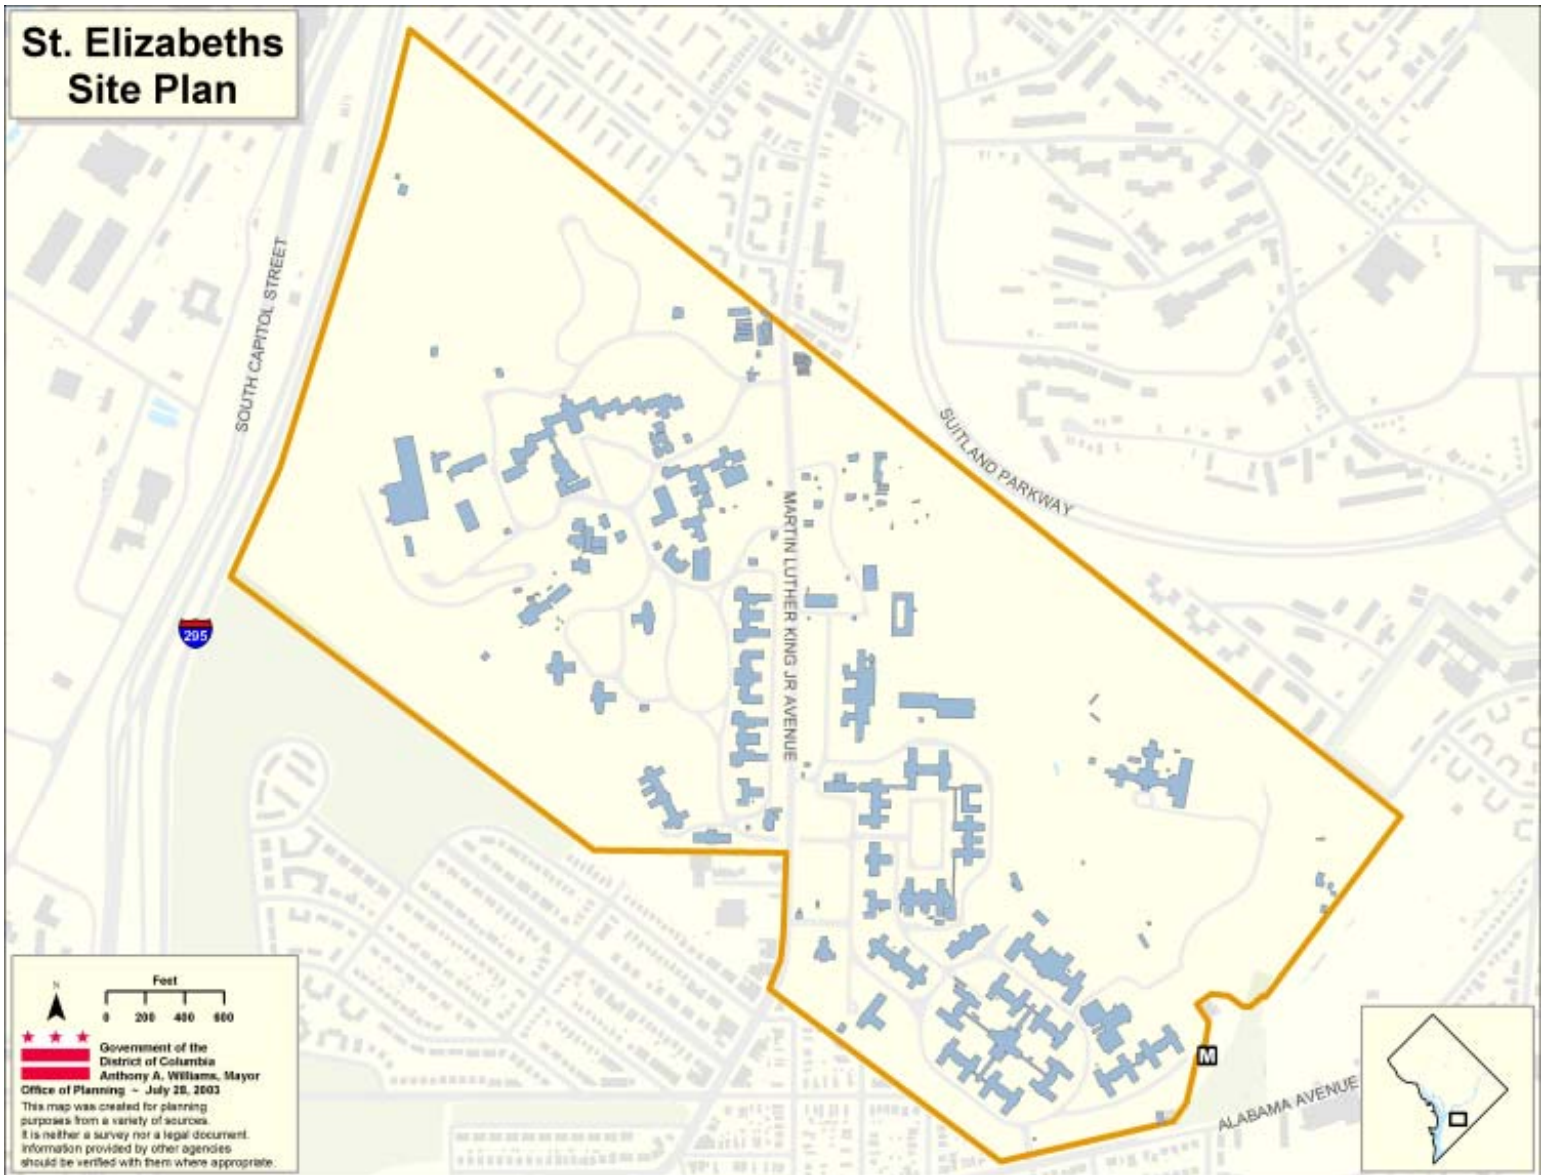 St. Elizabeths
Site Plan
SOUTH CAPITOL STREET
295
MARTIN LUTHER KING JR AVENUE
SUITLAND PARKWAY
M
ALABAMA AVENUE
N
Feet
0 200 400 600
Government of the
District of Columbia
Anthony A. Williams, Mayor
Office of Planning ~ July 28, 2003
This map was created for planning
purposes from a variety of sources.
It is neither a survey nor a legal document.
Information provided by other agencies
should be verified with them where appropriate.